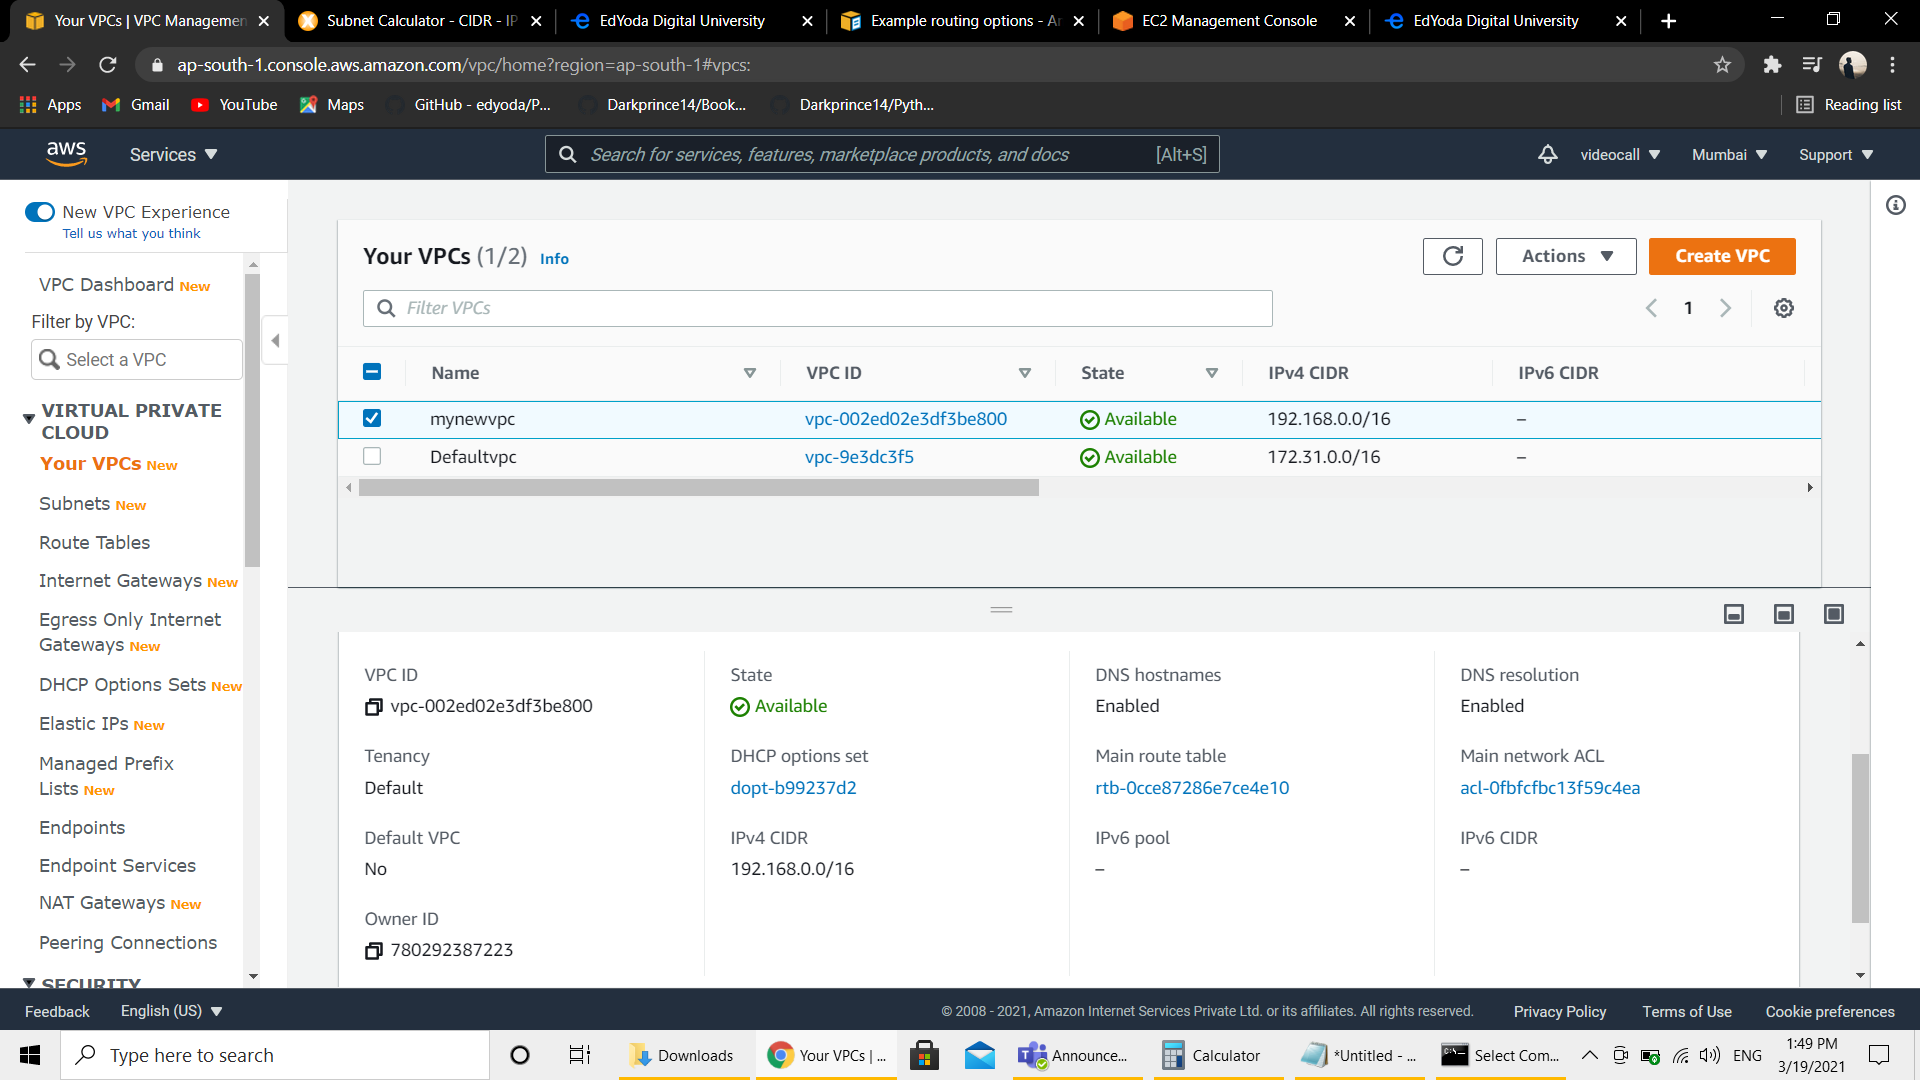 Your VPCs | VPC Managemen
Subnet Calculator - CIDR - IP
EdYoda Digital University
Example routing options - A
EC2 Management Console
EdYoda Digital University
ap-south-1.console.aws.amazon.com/vpc/home?region=ap-south-1#vpcs:
Apps
Gmail
YouTube
Maps
GitHub - edyoda/P...
Darkprince14/Book...
Darkprince14/Pyth...
Reading list
aws
Services
Search for services, features, marketplace products, and docs
[Alt+S]
videocall
Mumbai
Support
New VPC Experience
Tell us what you think
VPC Dashboard New
Filter by VPC:
Select a VPC
VIRTUAL PRIVATE
CLOUD
Your VPCs New
Subnets New
Route Tables
Internet Gateways New
Egress Only Internet
Gateways New
DHCP Options Sets New
Elastic IPs New
Managed Prefix
Lists New
Endpoints
Endpoint Services
NAT Gateways New
Peering Connections
SECURITY
Your VPCs (1/2) Info
Actions
Create VPC
Filter VPCs
1
Name VPC ID State IPv4 CIDR IPv6 CIDR
mynewvpc vpc-002ed02e3df3be800 Available 192.168.0.0/16 –
Defaultvpc vpc-9e3dc3f5 Available 172.31.0.0/16 –
VPC ID
vpc-002ed02e3df3be800
State
Available
DNS hostnames
Enabled
DNS resolution
Enabled
Tenancy
Default
DHCP options set
dopt-b99237d2
Main route table
rtb-0cce87286e7ce4e10
Main network ACL
acl-0fbfcfbc13f59c4ea
Default VPC
No
IPv4 CIDR
192.168.0.0/16
IPv6 pool
–
IPv6 CIDR
–
Owner ID
780292387223
Feedback
English (US)
© 2008 - 2021, Amazon Internet Services Private Ltd. or its affiliates. All rights reserved.
Privacy Policy
Terms of Use
Cookie preferences
Type here to search
Downloads
Your VPCs | ...
Announce...
Calculator
*Untitled - ...
Select Com...
ENG
1:49 PM
3/19/2021